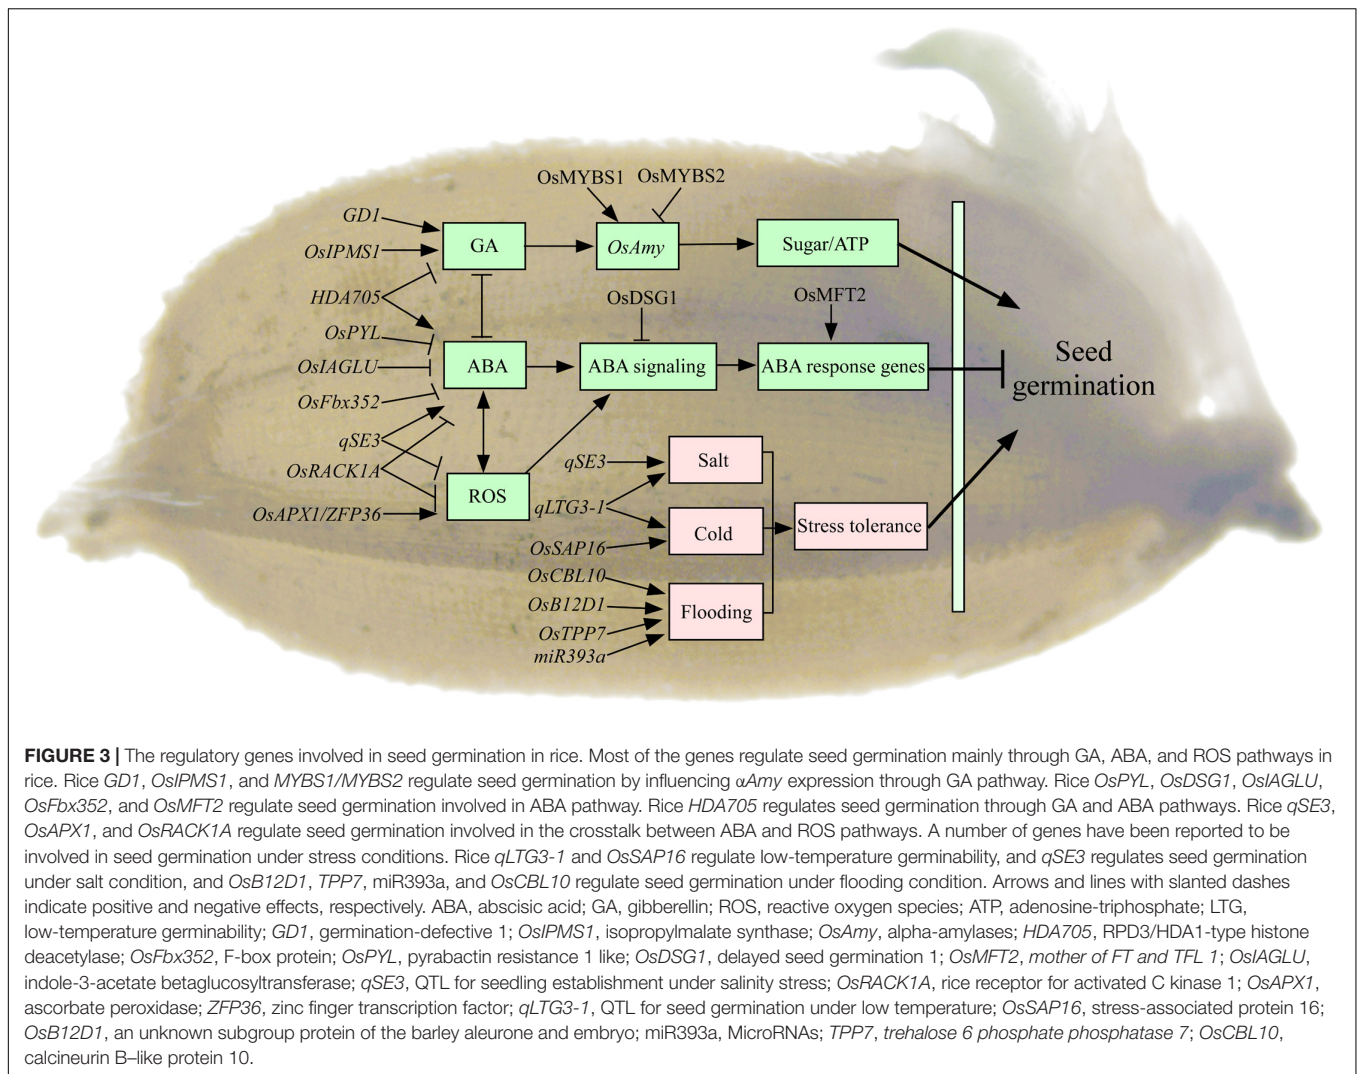 OsMYBS1 OsMYBS2
GD1
GA
OsAmy
Sugar/ATP
OsIPMS1
HDA705
OsDSG1
OsMFT2
OsPYL
OsIAGLU
ABA
ABA signaling
ABA response genes
Seed
germination
OsFbx352
qSE3
OsRACK1A
OsAPX1/ZFP36
ROS
qSE3
Salt
qLTG3-1
Cold
Stress tolerance
OsSAP16
OsCBL10
OsB12D1
Flooding
OsTPP7
miR393a
FIGURE 3 | The regulatory genes involved in seed germination in rice. Most of the genes regulate seed germination mainly through GA, ABA, and ROS pathways in
rice. Rice GD1, OsIPMS1, and MYBS1/MYBS2 regulate seed germination by influencing αAmy expression through GA pathway. Rice OsPYL, OsDSG1, OsIAGLU,
OsFbx352, and OsMFT2 regulate seed germination involved in ABA pathway. Rice HDA705 regulates seed germination through GA and ABA pathways. Rice qSE3,
OsAPX1, and OsRACK1A regulate seed germination involved in the crosstalk between ABA and ROS pathways. A number of genes have been reported to be
involved in seed germination under stress conditions. Rice qLTG3-1 and OsSAP16 regulate low-temperature germinability, and qSE3 regulates seed germination
under salt condition, and OsB12D1, TPP7, miR393a, and OsCBL10 regulate seed germination under flooding condition. Arrows and lines with slanted dashes
indicate positive and negative effects, respectively. ABA, abscisic acid; GA, gibberellin; ROS, reactive oxygen species; ATP, adenosine-triphosphate; LTG,
low-temperature germinability; GD1, germination-defective 1; OsIPMS1, isopropylmalate synthase; OsAmy, alpha-amylases; HDA705, RPD3/HDA1-type histone
deacetylase; OsFbx352, F-box protein; OsPYL, pyrabactin resistance 1 like; OsDSG1, delayed seed germination 1; OsMFT2, mother of FT and TFL 1; OsIAGLU,
indole-3-acetate betaglucosyltransferase; qSE3, QTL for seedling establishment under salinity stress; OsRACK1A, rice receptor for activated C kinase 1; OsAPX1,
ascorbate peroxidase; ZFP36, zinc finger transcription factor; qLTG3-1, QTL for seed germination under low temperature; OsSAP16, stress-associated protein 16;
OsB12D1, an unknown subgroup protein of the barley aleurone and embryo; miR393a, MicroRNAs; TPP7, trehalose 6 phosphate phosphatase 7; OsCBL10,
calcineurin B–like protein 10.